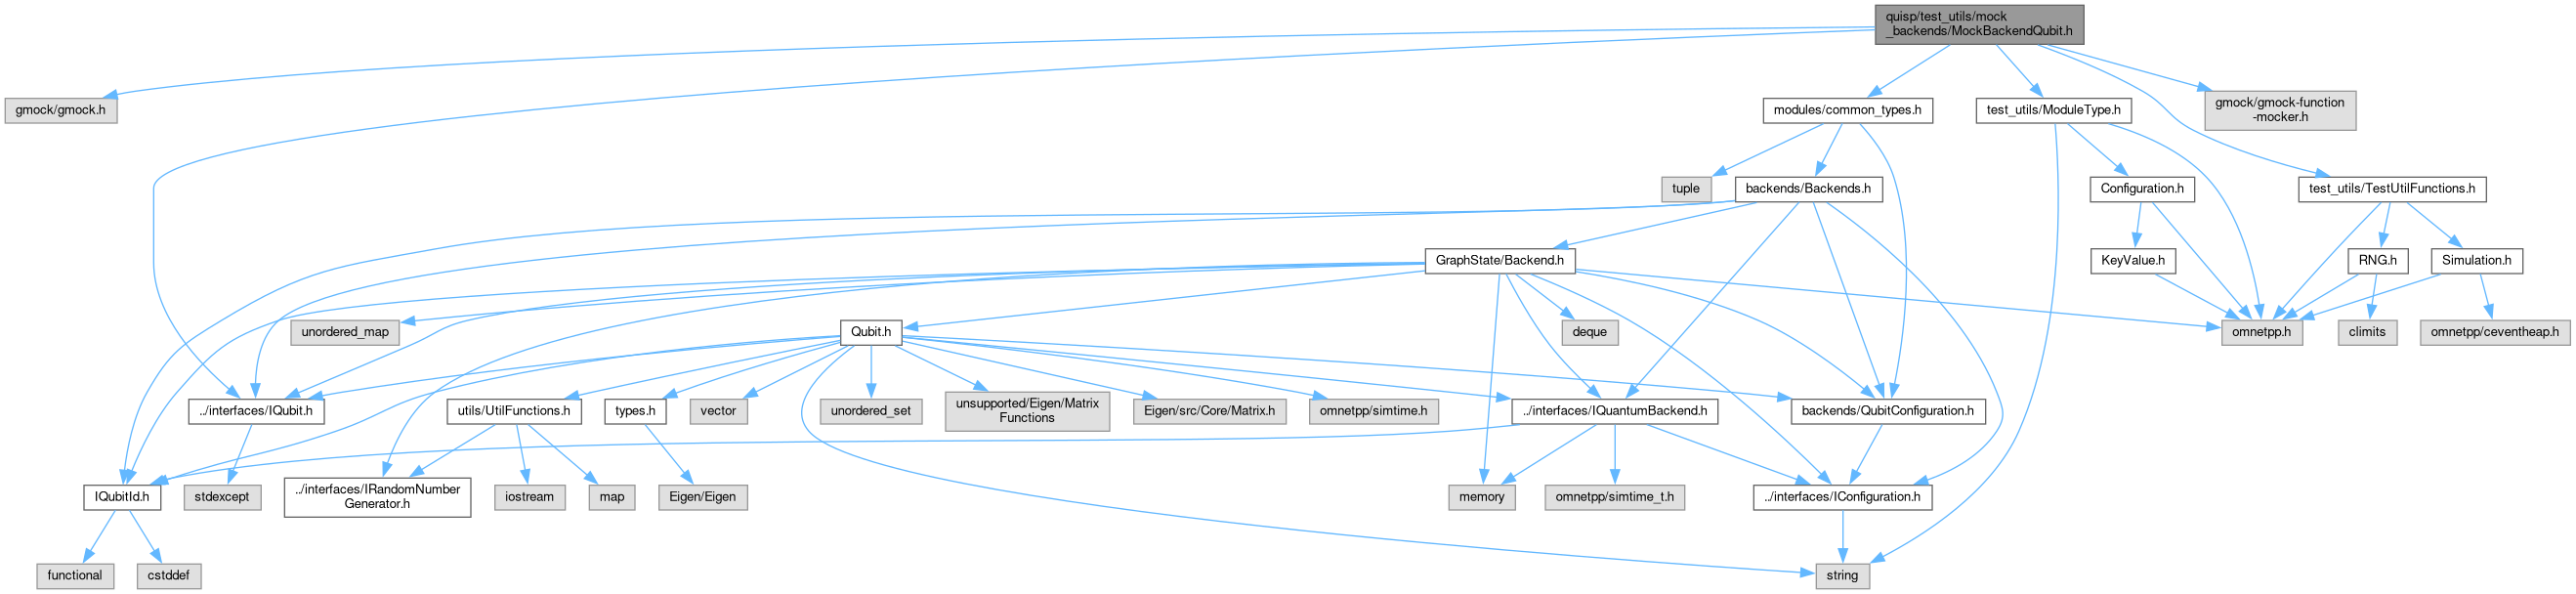 quisp/test_utils/mock
_backends/MockBackendQubit.h
gmock/gmock.h
modules/common_types.h
test_utils/ModuleType.h
gmock/gmock-function
-mocker.h
tuple
backends/Backends.h
Configuration.h
test_utils/TestUtilFunctions.h
GraphState/Backend.h
KeyValue.h
RNG.h
Simulation.h
unordered_map
Qubit.h
deque
omnetpp.h
climits
omnetpp/ceventheap.h
../interfaces/IQubit.h
utils/UtilFunctions.h
types.h
vector
unordered_set
unsupported/Eigen/Matrix
Functions
Eigen/src/Core/Matrix.h
omnetpp/simtime.h
../interfaces/IQuantumBackend.h
backends/QubitConfiguration.h
IQubitId.h
stdexcept
../interfaces/IRandomNumber
Generator.h
iostream
map
Eigen/Eigen
memory
omnetpp/simtime_t.h
../interfaces/IConfiguration.h
functional
cstddef
string